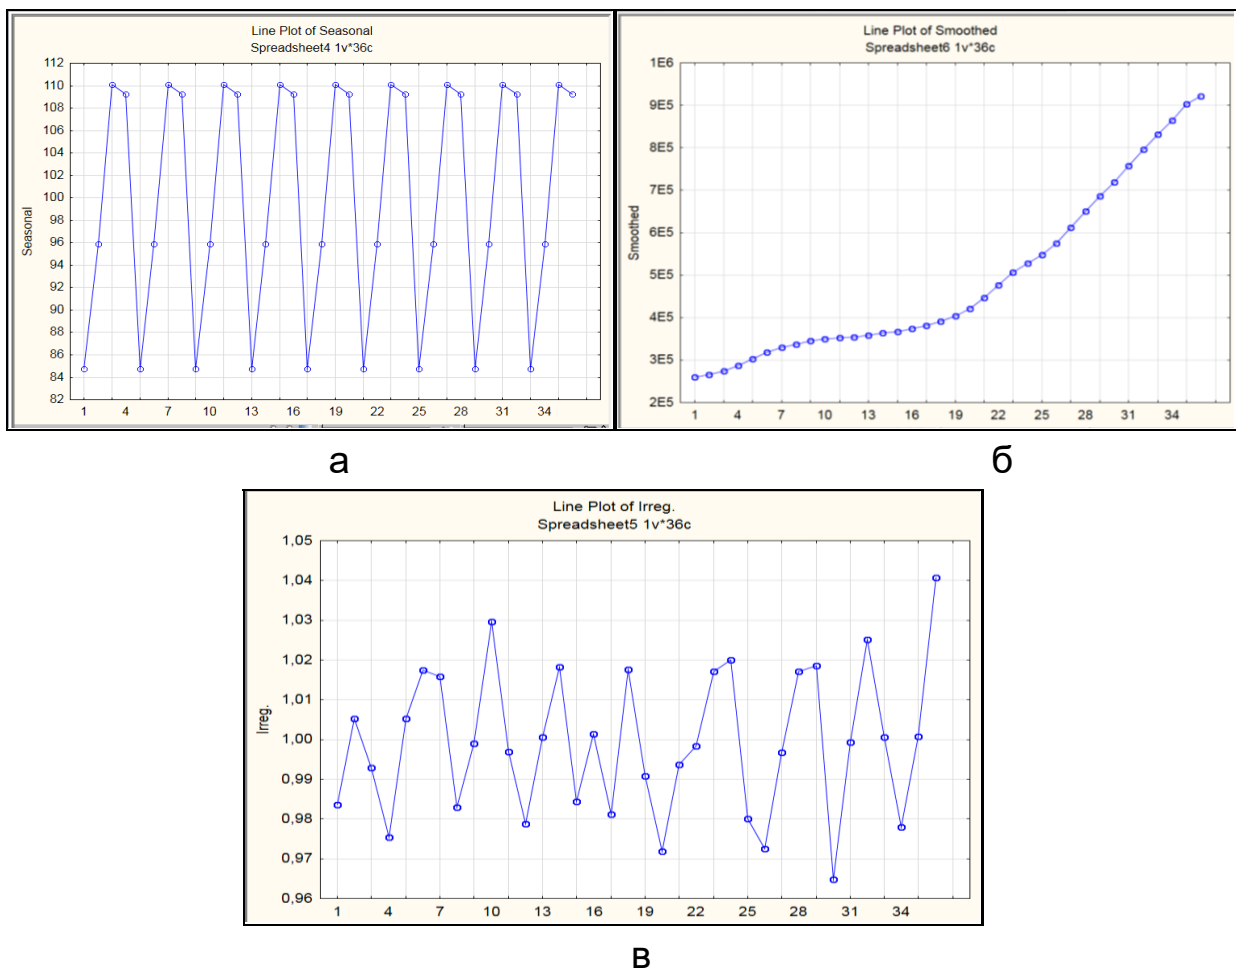 Line Plot of Seasonal
Spreadsheet4 1v*36c
112
110
108
106
104
102
100
98
96
94
92
90
88
86
84
82
Seasonal
1 4 7 10 13 16 19 22 25 28 31 34
а
Line Plot of Smoothed
Spreadsheet6 1v*36c
1E6
9E5
8E5
7E5
6E5
5E5
4E5
3E5
2E5
Smoothed
1 4 7 10 13 16 19 22 25 28 31 34
б
Line Plot of Irreg.
Spreadsheet5 1v*36c
1,05
1,04
1,03
1,02
1,01
1,00
0,99
0,98
0,97
0,96
Irreg.
1 4 7 10 13 16 19 22 25 28 31 34
в